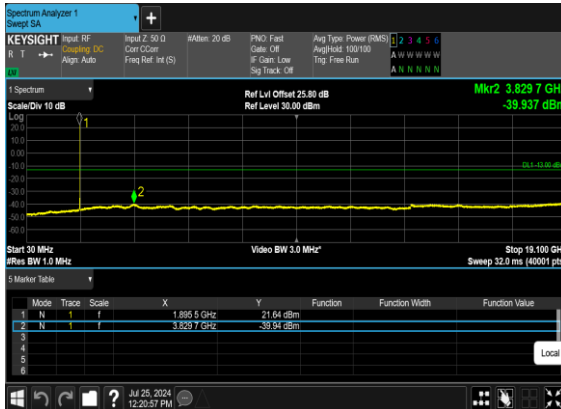 Spectrum Analyzer 1
Swept SA
KEYSIGHT Input: RF Input Z: 50 Ω #Atten: 20 dB PNO: Fast Avg Type: Power (RMS) 1 2 3 4 5 6
R T Coupling: DC Corr CCorr Gate: Off Avg|Hold: 100/100 A W W W W W
Align: Auto Freq Ref: Int (S) IF Gain: Low Trig: Free Run
Sig Track: Off A N N N N N
LXI
1 Spectrum Ref Lvl Offset 25.80 dB Mkr2 3.829 7 GH
Scale/Div 10 dB Ref Level 30.00 dBm -39.937 dBm
Log
20.0
10.0
0.00
-10.0
-20.0
-30.0
-40.0
-50.0
-60.0
1
DL1 -13.00 dB
2
Start 30 MHz Video BW 3.0 MHz* Stop 19.100 GH
#Res BW 1.0 MHz Sweep 32.0 ms (40001 pts
5 Marker Table
Mode Trace Scale X Y Function Function Width Function Value
1 N 1 f 1.895 5 GHz 21.64 dBm
2 N 1 f 3.829 7 GHz -39.94 dBm
3
4
5
6
Local
? Jul 25, 2024
12:20:57 PM